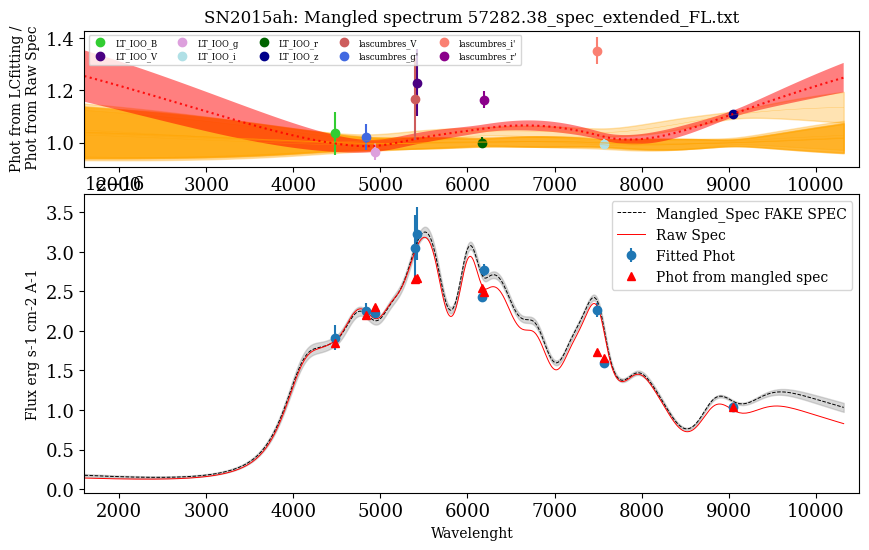 SN2015ah: Mangled spectrum 57282.38_spec_extended_FL.txt
Phot from LCfitting /
Phot from Raw Spec
1.4
1.2
1.0
LT_IOO_B LT_IOO_g LT_IOO_r lascumbres_V lascumbres_i'
LT_IOO_V LT_IOO_i LT_IOO_z lascumbres_g' lascumbres_r'
2000 3000 4000 5000 6000 7000 8000 9000 10000
1e−16
Flux erg s-1 cm-2 A-1
3.5
3.0
2.5
2.0
1.5
1.0
0.5
0.0
Mangled_Spec FAKE SPEC
Raw Spec
Fitted Phot
Phot from mangled spec
2000 3000 4000 5000 6000 7000 8000 9000 10000
Wavelenght